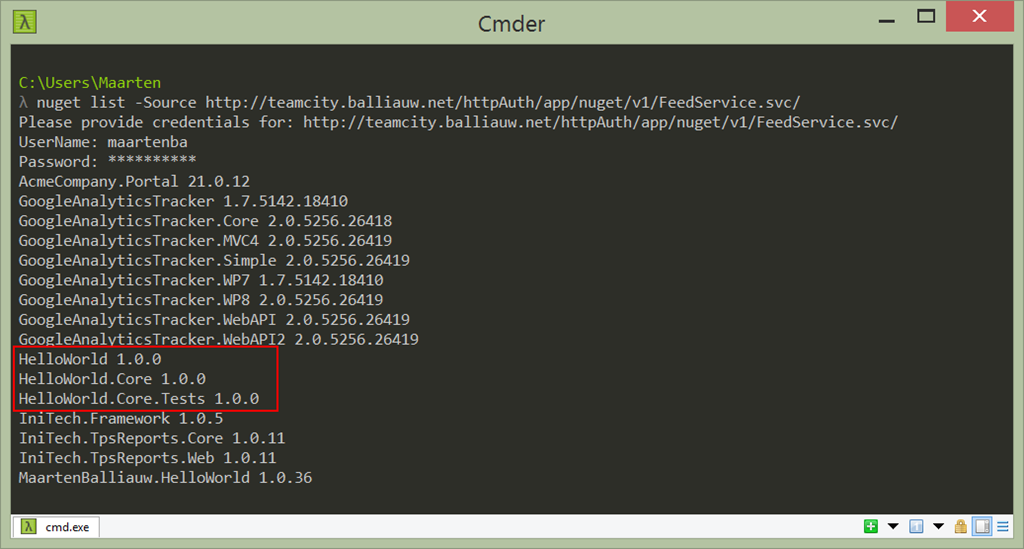 Cmder
C:\Users\Maarten
λ nuget list -Source http://teamcity.balliauw.net/httpAuth/app/nuget/v1/FeedService.svc/
Please provide credentials for: http://teamcity.balliauw.net/httpAuth/app/nuget/v1/FeedService.svc/
UserName: maartenba
Password: **********
AcmeCompany.Portal 21.0.12
GoogleAnalyticsTracker 1.7.5142.18410
GoogleAnalyticsTracker.Core 2.0.5256.26418
GoogleAnalyticsTracker.MVC4 2.0.5256.26419
GoogleAnalyticsTracker.Simple 2.0.5256.26419
GoogleAnalyticsTracker.WP7 1.7.5142.18410
GoogleAnalyticsTracker.WP8 2.0.5256.26419
GoogleAnalyticsTracker.WebAPI 2.0.5256.26419
GoogleAnalyticsTracker.WebAPI2 2.0.5256.26419
HelloWorld 1.0.0
HelloWorld.Core 1.0.0
HelloWorld.Core.Tests 1.0.0
IniTech.Framework 1.0.5
IniTech.TpsReports.Core 1.0.11
IniTech.TpsReports.Web 1.0.11
MaartenBalliauw.HelloWorld 1.0.36
cmd.exe